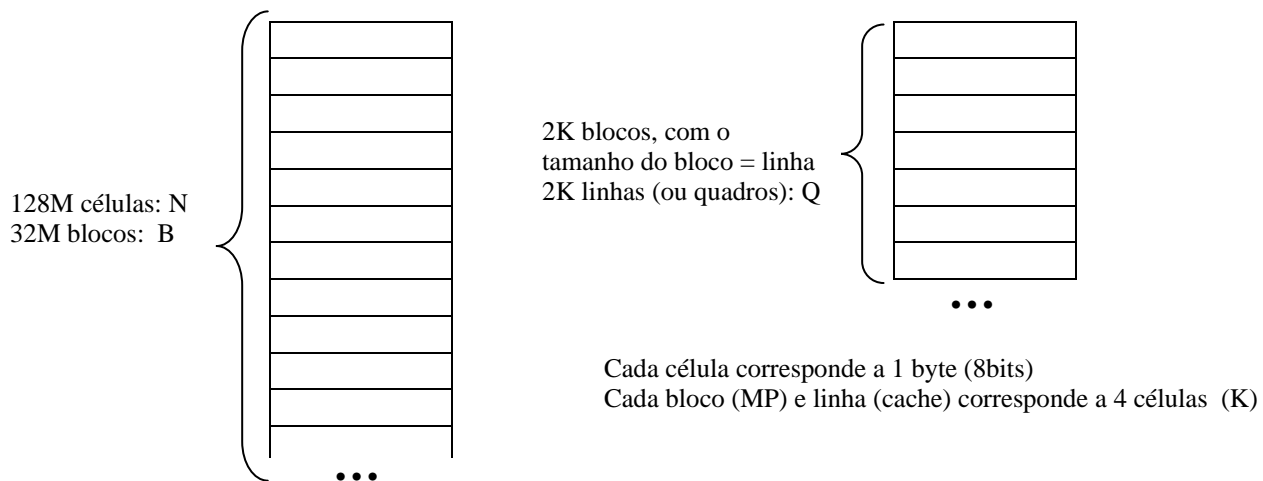 128M células: N
32M blocos: B
2K blocos, com o
tamanho do bloco = linha
2K linhas (ou quadros): Q
Cada célula corresponde a 1 byte (8bits)
Cada bloco (MP) e linha (cache) corresponde a 4 células (K)